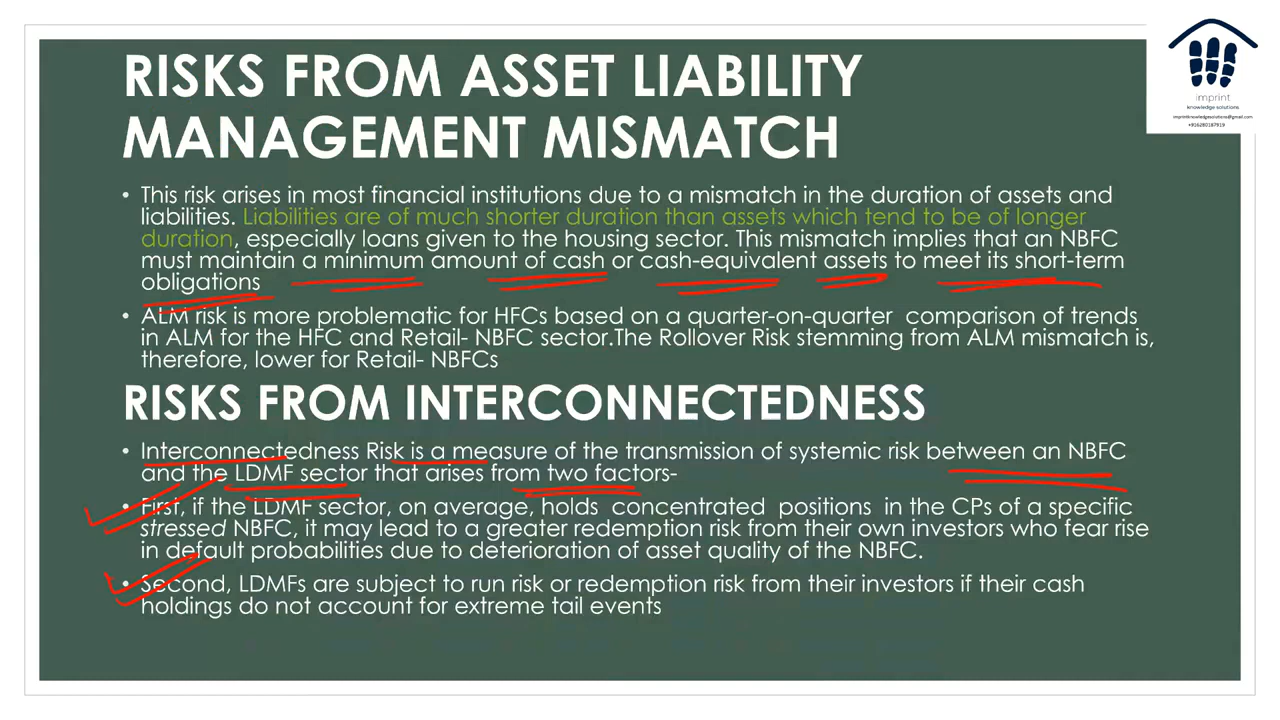 RISKS FROM ASSET LIABILITY
MANAGEMENT MISMATCH
• This risk arises in most financial institutions due to a mismatch in the duration of assets and
liabilities. Liabilities are of much shorter duration than assets which tend to be of longer
duration, especially loans given to the housing sector. This mismatch implies that an NBFC
must maintain a minimum amount of cash or cash-equivalent assets to meet its short-term
obligations
• ALM risk is more problematic for HFCs based on a quarter-on-quarter comparison of trends
in ALM for the HFC and Retail- NBFC sector.The Rollover Risk stemming from ALM mismatch is,
therefore, lower for Retail- NBFCs
RISKS FROM INTERCONNECTEDNESS
• Interconnectedness Risk is a measure of the transmission of systemic risk between an NBFC
and the LDMF sector that arises from two factors-
• First, if the LDMF sector, on average, holds concentrated positions in the CPs of a specific
stressed NBFC, it may lead to a greater redemption risk from their own investors who fear rise
in default probabilities due to deterioration of asset quality of the NBFC.
• Second, LDMFs are subject to run risk or redemption risk from their investors if their cash
holdings do not account for extreme tail events
imprint
knowledge solutions
imprintknowledgesolutions@gmail.com
+916280187919